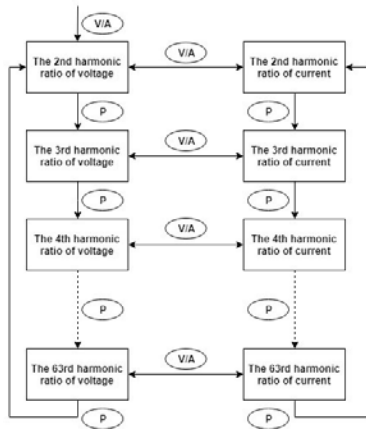 V/A
The 2nd harmonic
ratio of voltage
V/A
The 2nd harmonic
ratio of current
P
P
The 3rd harmonic
ratio of voltage
V/A
The 3rd harmonic
ratio of current
P
P
The 4th harmonic
ratio of voltage
V/A
The 4th harmonic
ratio of current
P
P
The 63rd harmonic
ratio of voltage
V/A
The 63rd harmonic
ratio of current
P
P